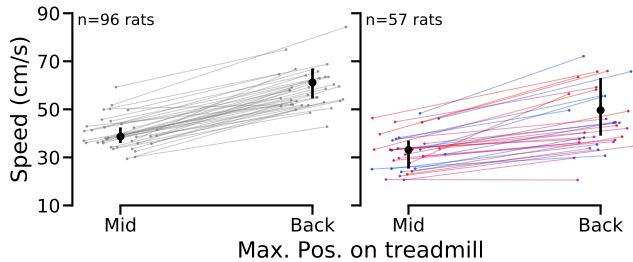 n=96 rats
n=57 rats
90
70
50
30
10
Speed (cm/s)
Mid
Back
Mid
Back
Max. Pos. on treadmill